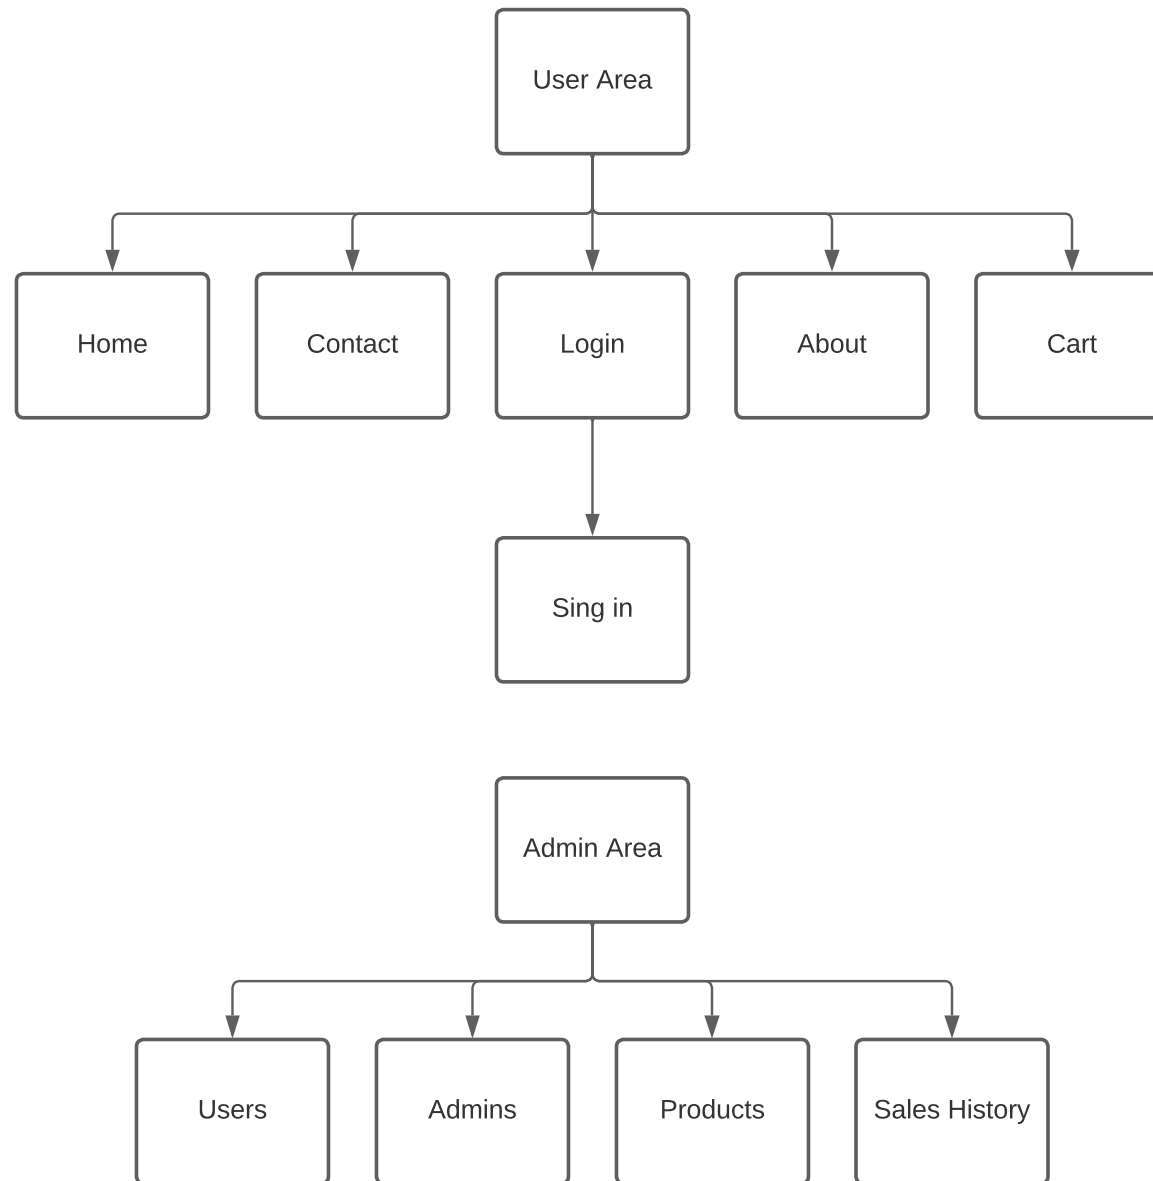 User Area
Home
Contact
Login
About
Cart
Sing in
Admin Area
Users
Admins
Products
Sales History